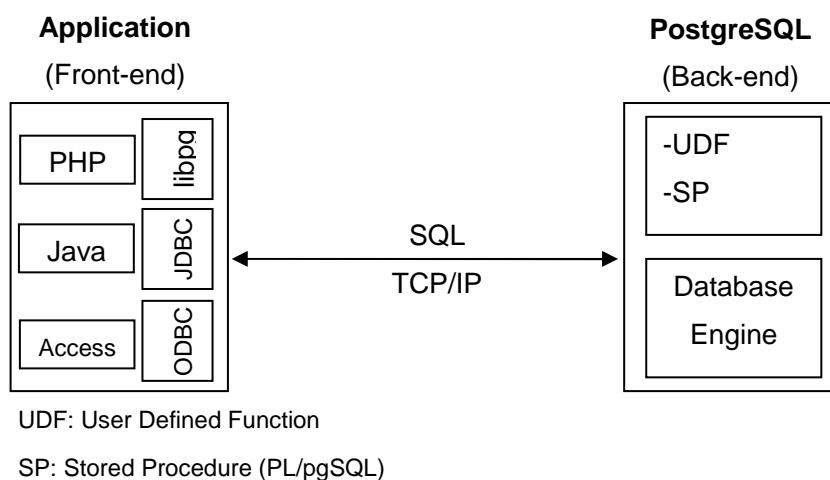 Application
(Front-end)
PHP
libpq
Java
JDBC
Access
ODBC
SQL
TCP/IP
PostgreSQL
(Back-end)
-UDF
-SP
Database
Engine
UDF: User Defined Function
SP: Stored Procedure (PL/pgSQL)